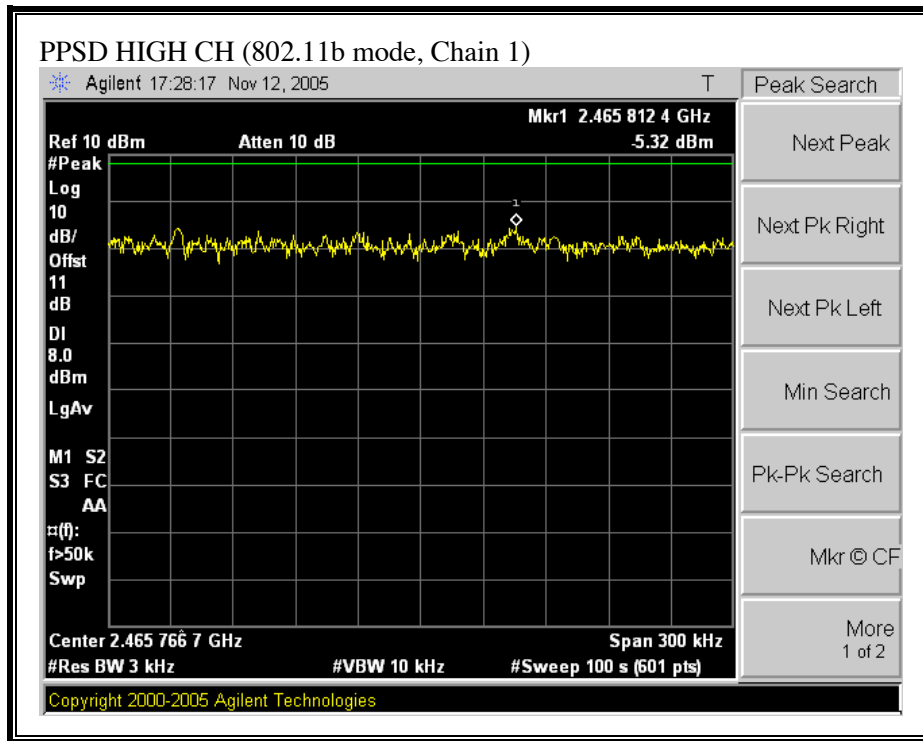 PPSD HIGH CH (802.11b mode, Chain 1)
Agilent 17:28:17 Nov 12, 2005 T
Mkr1 2.465 812 4 GHz
Ref 10 dBm Atten 10 dB -5.32 dBm
#Peak
Log
10
dB/
Offst
11
dB
DI
8.0
dBm
LgAv
M1 S2
S3 FC
AA
¤(f):
f>50k
Swp
1
Center 2.465 766 7 GHz Span 300 kHz
#Res BW 3 kHz #VBW 10 kHz #Sweep 100 s (601 pts)
Copyright 2000-2005 Agilent Technologies
Peak Search
Next Peak
Next Pk Right
Next Pk Left
Min Search
Pk-Pk Search
Mkr © CF
More
1 of 2